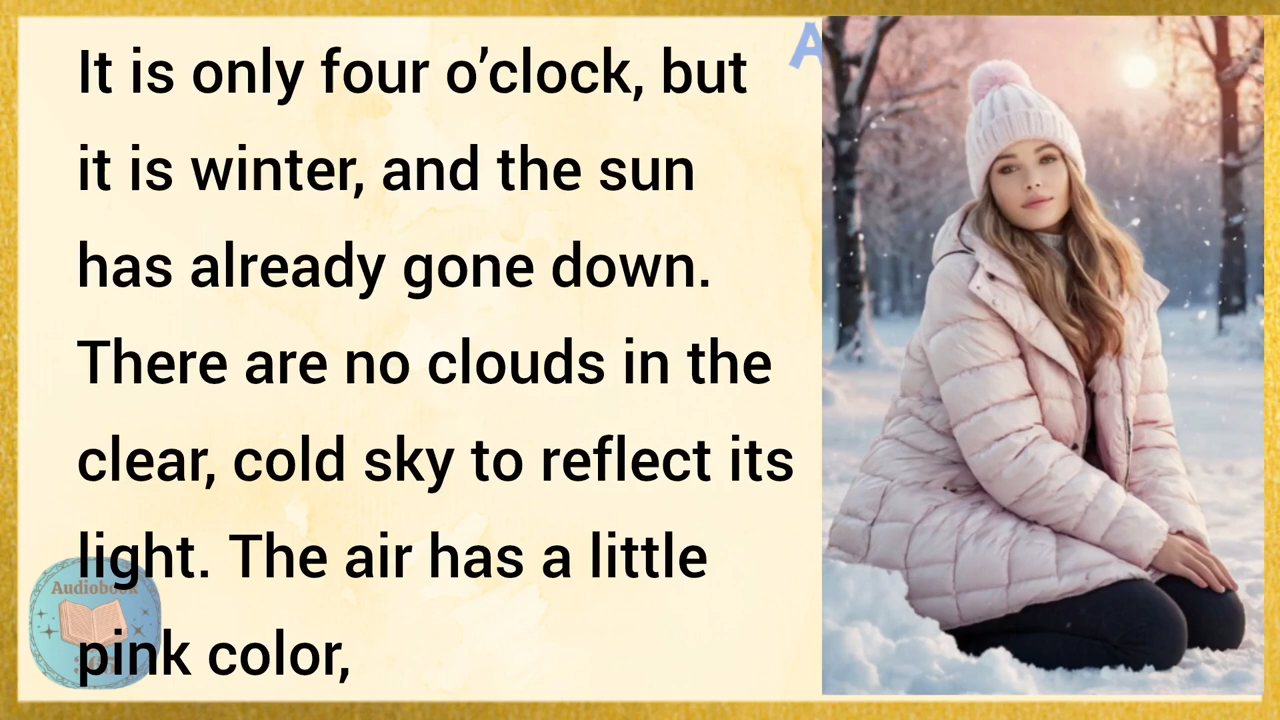 It is only four o’clock, but
it is winter, and the sun
has already gone down.
There are no clouds in the
clear, cold sky to reflect its
light. The air has a little
pink color,
A
Audiobook